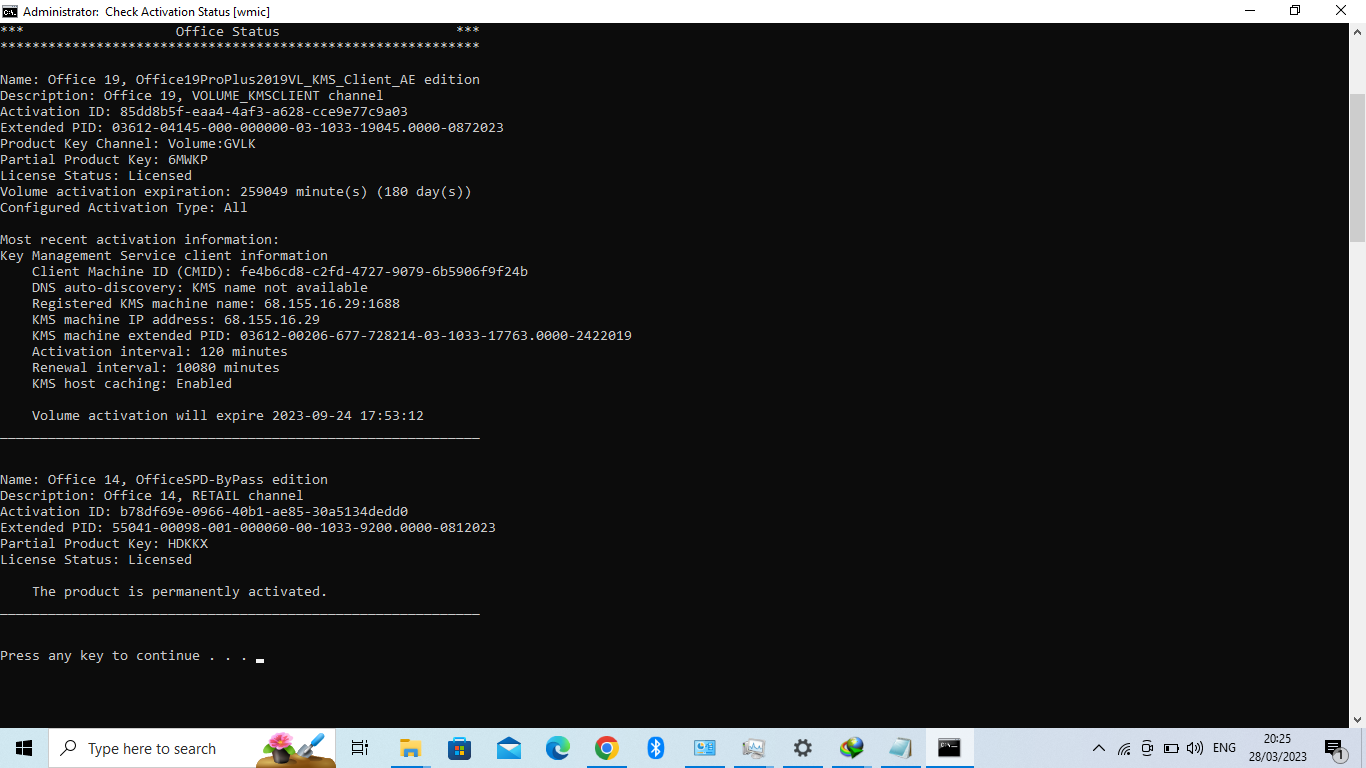 Administrator:  Check Activation Status [wmic]
***                   Office Status                      ***
************************************************************
Name: Office 19, Office19ProPlus2019VL_KMS_Client_AE edition
Description: Office 19, VOLUME_KMSCLIENT channel
Activation ID: 85dd8b5f-eaa4-4af3-a628-cce9e77c9a03
Extended PID: 03612-04145-000-000000-03-1033-19045.0000-0872023
Product Key Channel: Volume:GVLK
Partial Product Key: 6MWKP
License Status: Licensed
Volume activation expiration: 259049 minute(s) (180 day(s))
Configured Activation Type: All
Most recent activation information:
Key Management Service client information
    Client Machine ID (CMID): fe4b6cd8-c2fd-4727-9079-6b5906f9f24b
    DNS auto-discovery: KMS name not available
    Registered KMS machine name: 68.155.16.29:1688
    KMS machine IP address: 68.155.16.29
    KMS machine extended PID: 03612-00206-677-728214-03-1033-17763.0000-2422019
    Activation interval: 120 minutes
    Renewal interval: 10080 minutes
    KMS host caching: Enabled
    Volume activation will expire 2023-09-24 17:53:12
____________________________________________________________
Name: Office 14, OfficeSPD-ByPass edition
Description: Office 14, RETAIL channel
Activation ID: b78df69e-0966-40b1-ae85-30a5134dedd0
Extended PID: 55041-00098-001-000060-00-1033-9200.0000-0812023
Partial Product Key: HDKKX
License Status: Licensed
    The product is permanently activated.
____________________________________________________________
Press any key to continue . . .
Type here to search
ENG
20:25
28/03/2023
1